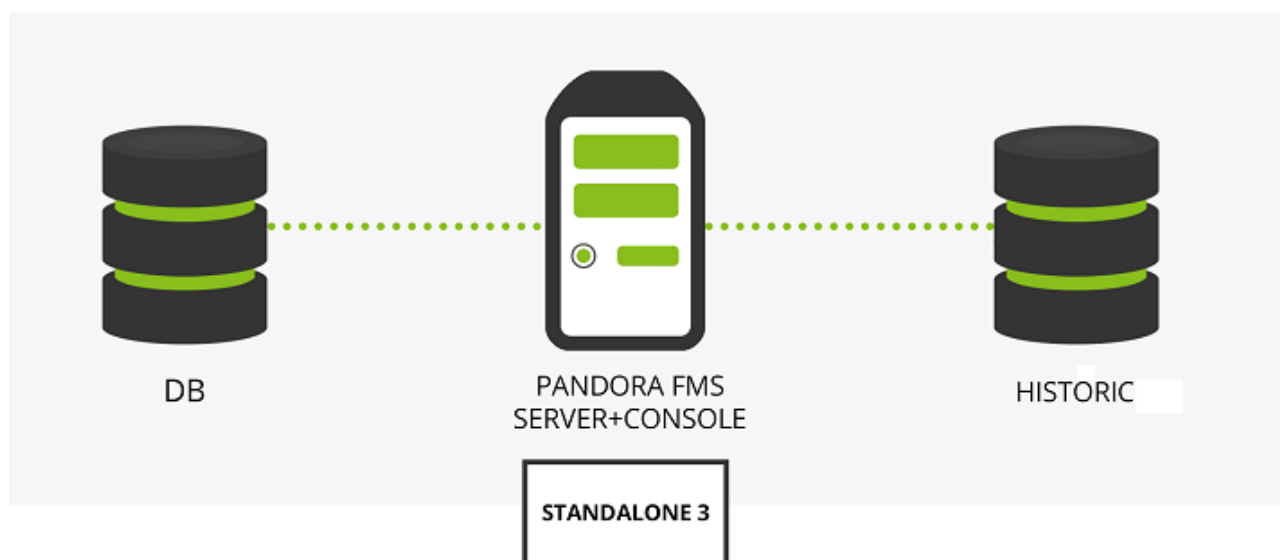 DB
PANDORA FMS
SERVER+CONSOLE
HISTORIC
STANDALONE 3